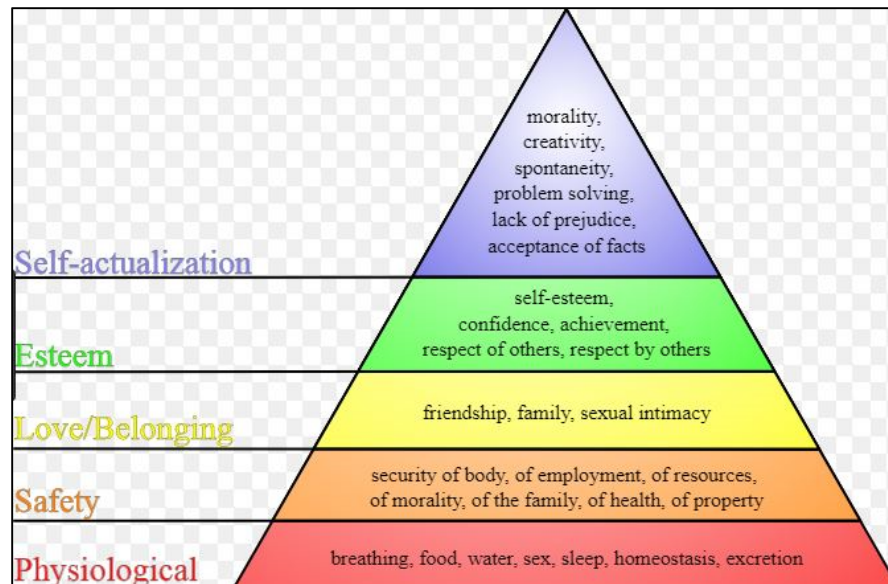 morality,
creativity,
spontaneity,
problem solving,
lack of prejudice,
acceptance of facts
Self-actualization
self-esteem,
confidence, achievement,
respect of others, respect by others
Esteem
friendship, family, sexual intimacy
Love/Belonging
security of body, of employment, of resources,
of morality, of the family, of health, of property
Safety
breathing, food, water, sex, sleep, homeostasis, excretion
Physiological